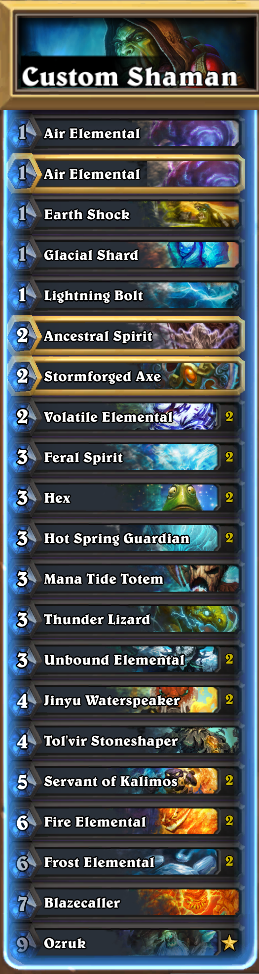 Custom Shaman
1 Air Elemental
1 Air Elemental
1 Earth Shock
1 Glacial Shard
1 Lightning Bolt
2 Ancestral Spirit
2 Stormforged Axe
2 Volatile Elemental 2
3 Feral Spirit 2
3 Hex 2
3 Hot Spring Guardian 2
3 Mana Tide Totem
3 Thunder Lizard
3 Unbound Elemental 2
4 Jinyu Waterspeaker 2
4 Tol'vir Stoneshaper
5 Servant of Kalimos 2
6 Fire Elemental 2
6 Frost Elemental 2
7 Blazecaller
9 Ozruk